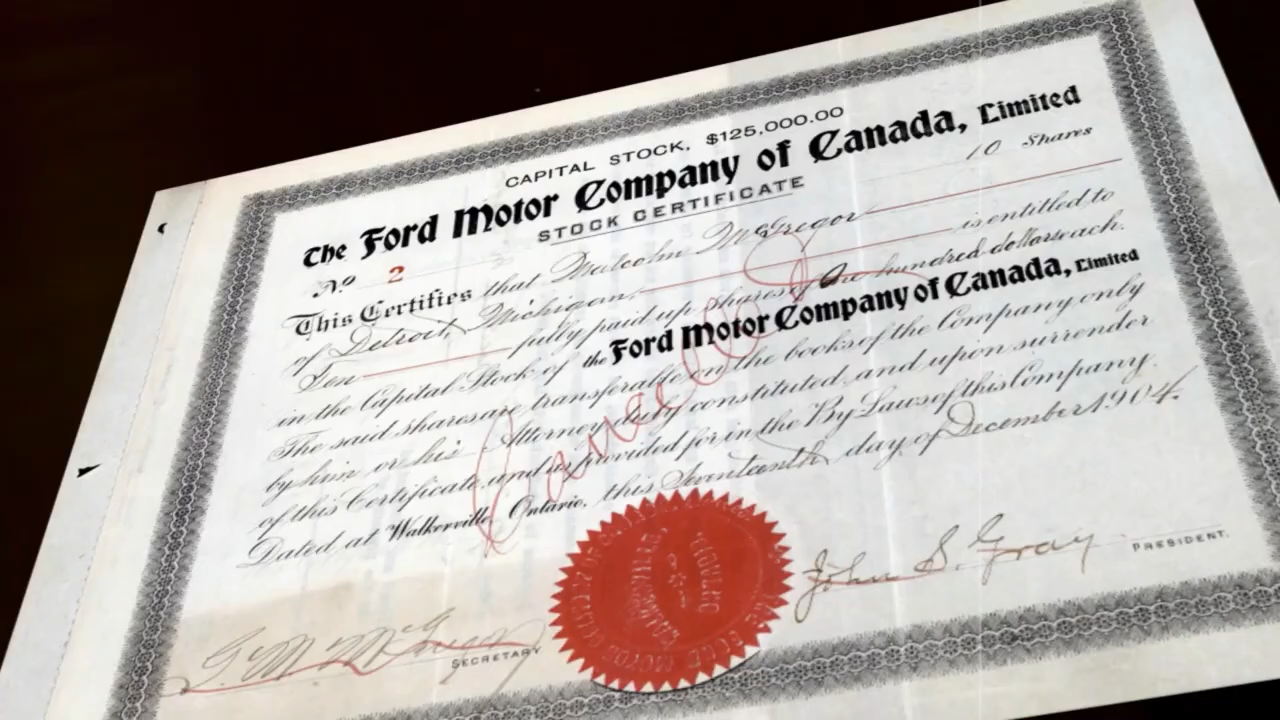 CAPITAL STOCK, $125,000.00
The Ford Motor Company of Canada, Limited
STOCK CERTIFICATE
Nº 2
10 Shares
This Certifies that Malcolm McGregor is entitled to
of Detroit, Michigan,
Ten fully paid up shares of One hundred dollars each.
in the Capital Stock of the Ford Motor Company of Canada, Limited
The said shares are transferable on the books of the Company only
by him or his Attorney duly constituted, and upon surrender
of this Certificate, and as provided for in the By Laws of this Company.
Dated at Walkerville, Ontario, this Seventeenth day of December 1904.
Cancelled
John S. Gray PRESIDENT.
G. M. McGregor SECRETARY